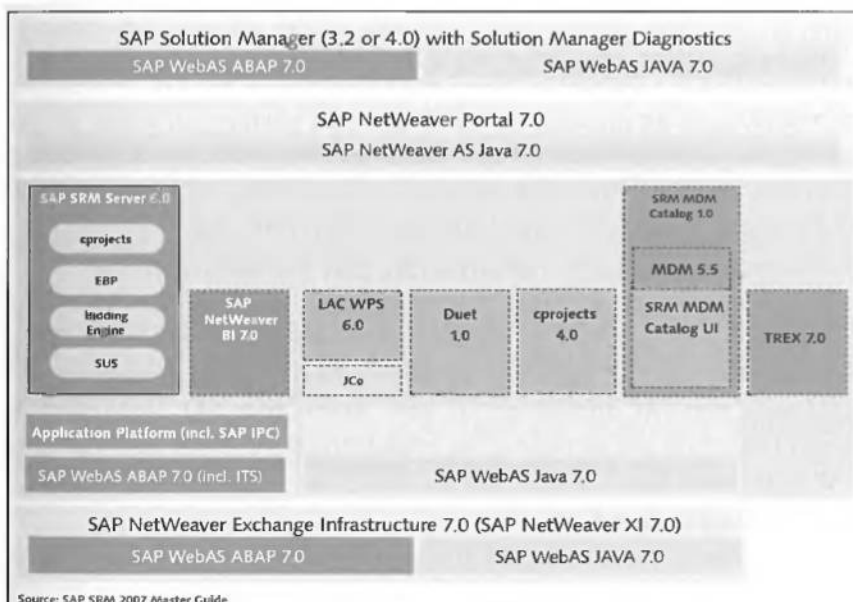 SAP Solution Manager (3.2 or 4.0) with Solution Manager Diagnostics
SAP WebAS ABAP 7.0
SAP WebAS JAVA 7.0
SAP NetWeaver Portal 7.0
SAP NetWeaver AS Java 7.0
SAP SRM Server 6.0
cprojects
EBP
Bidding
Engine
SUS
SAP
NetWeaver
BI 7.0
LAC WPS
6.0
JCo
Duet
1.0
cprojects
4.0
SRM MDM
Catalog 1.0
MDM 5.5
SRM MDM
Catalog UI
TREX 7.0
Application Platform (incl. SAP IPC)
SAP WebAS ABAP 7.0 (incl. ITS)
SAP WebAS Java 7.0
SAP NetWeaver Exchange Infrastructure 7.0 (SAP NetWeaver XI 7.0)
SAP WebAS ABAP 7.0
SAP WebAS JAVA 7.0
Source: SAP SRM 2007 Master Guide